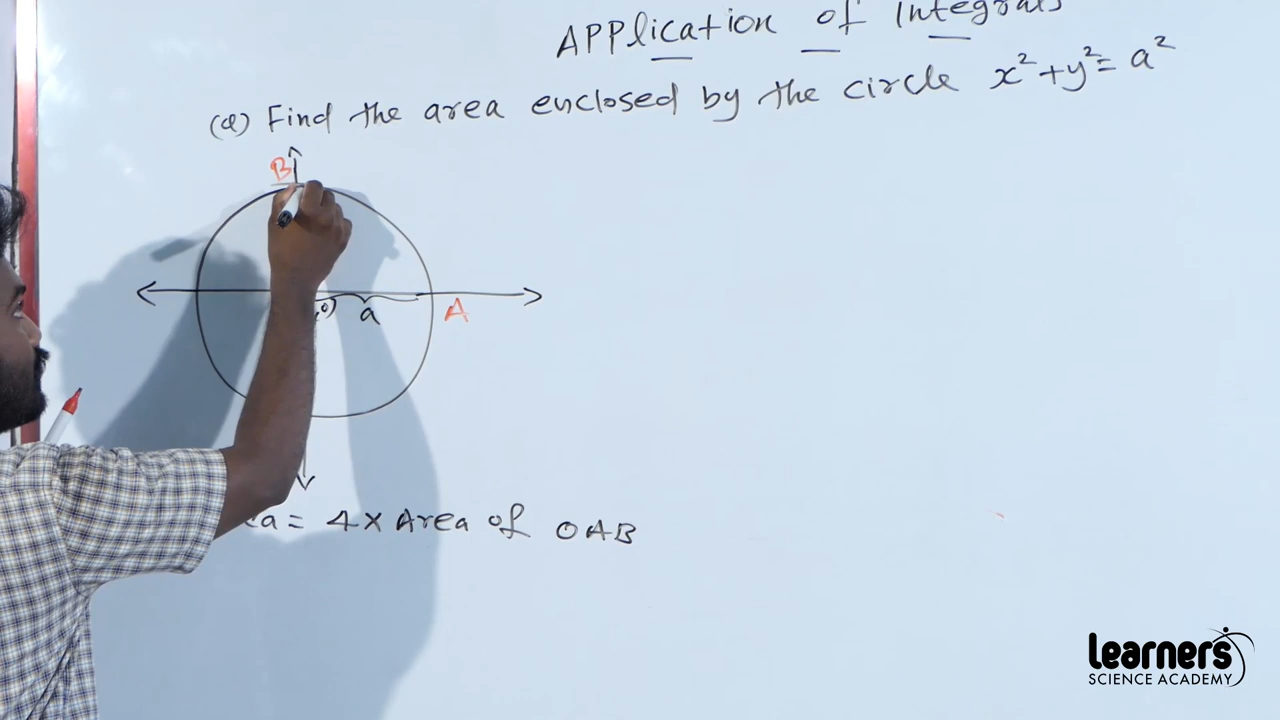 APPlication of Integrals
(Q) Find the area enclosed by the circle x²+y²=a²
B
,0)
a
A
ea = 4 x Area of OAB
Learners
SCIENCE ACADEMY